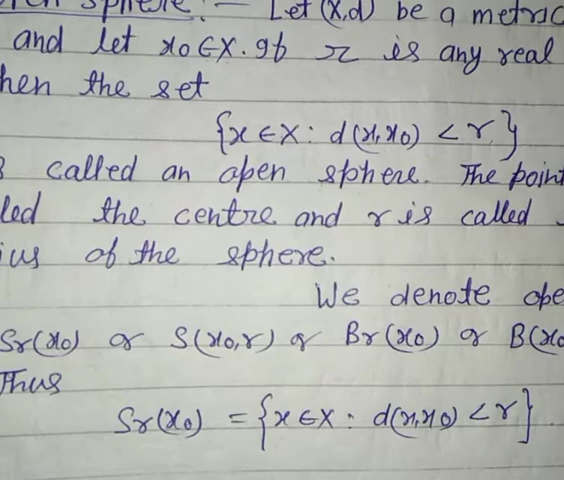 sphere:- Let (X,d) be a metric
and let x0 ∈ X. If r is any real
hen the set
{x ∈ X : d(x,x0) < r}
called an open sphere. The point
led the centre and r is called
ius of the sphere.
We denote ope
Sr(x0) or S(x0,r) or Br(x0) or B(x0
Thus
Sr(x0) = {x ∈ X : d(x,x0) < r}.